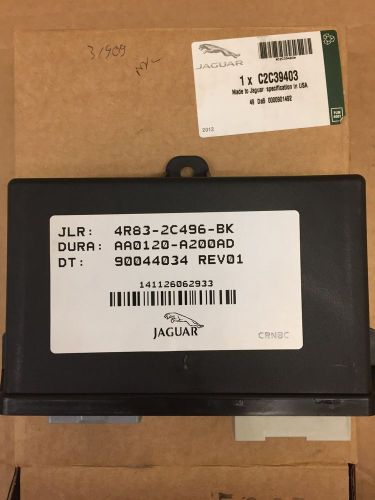 31909
JAGUAR
1 x C2C39403
Made to Jaguar specification in USA
2012
JLR: 4R83-2C496-BK
DURA: AA0120-A200AD
DT: 90044034 REV01
141126062933
JAGUAR
CRNBC